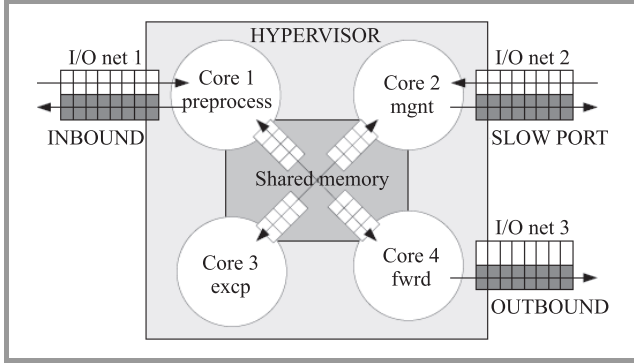 HYPERVISOR
I/O net 1
I/O net 2
Core 1
preprocess
Core 2
mgnt
INBOUND
SLOW PORT
Shared memory
I/O net 3
Core 3
excp
Core 4
fwrd
OUTBOUND